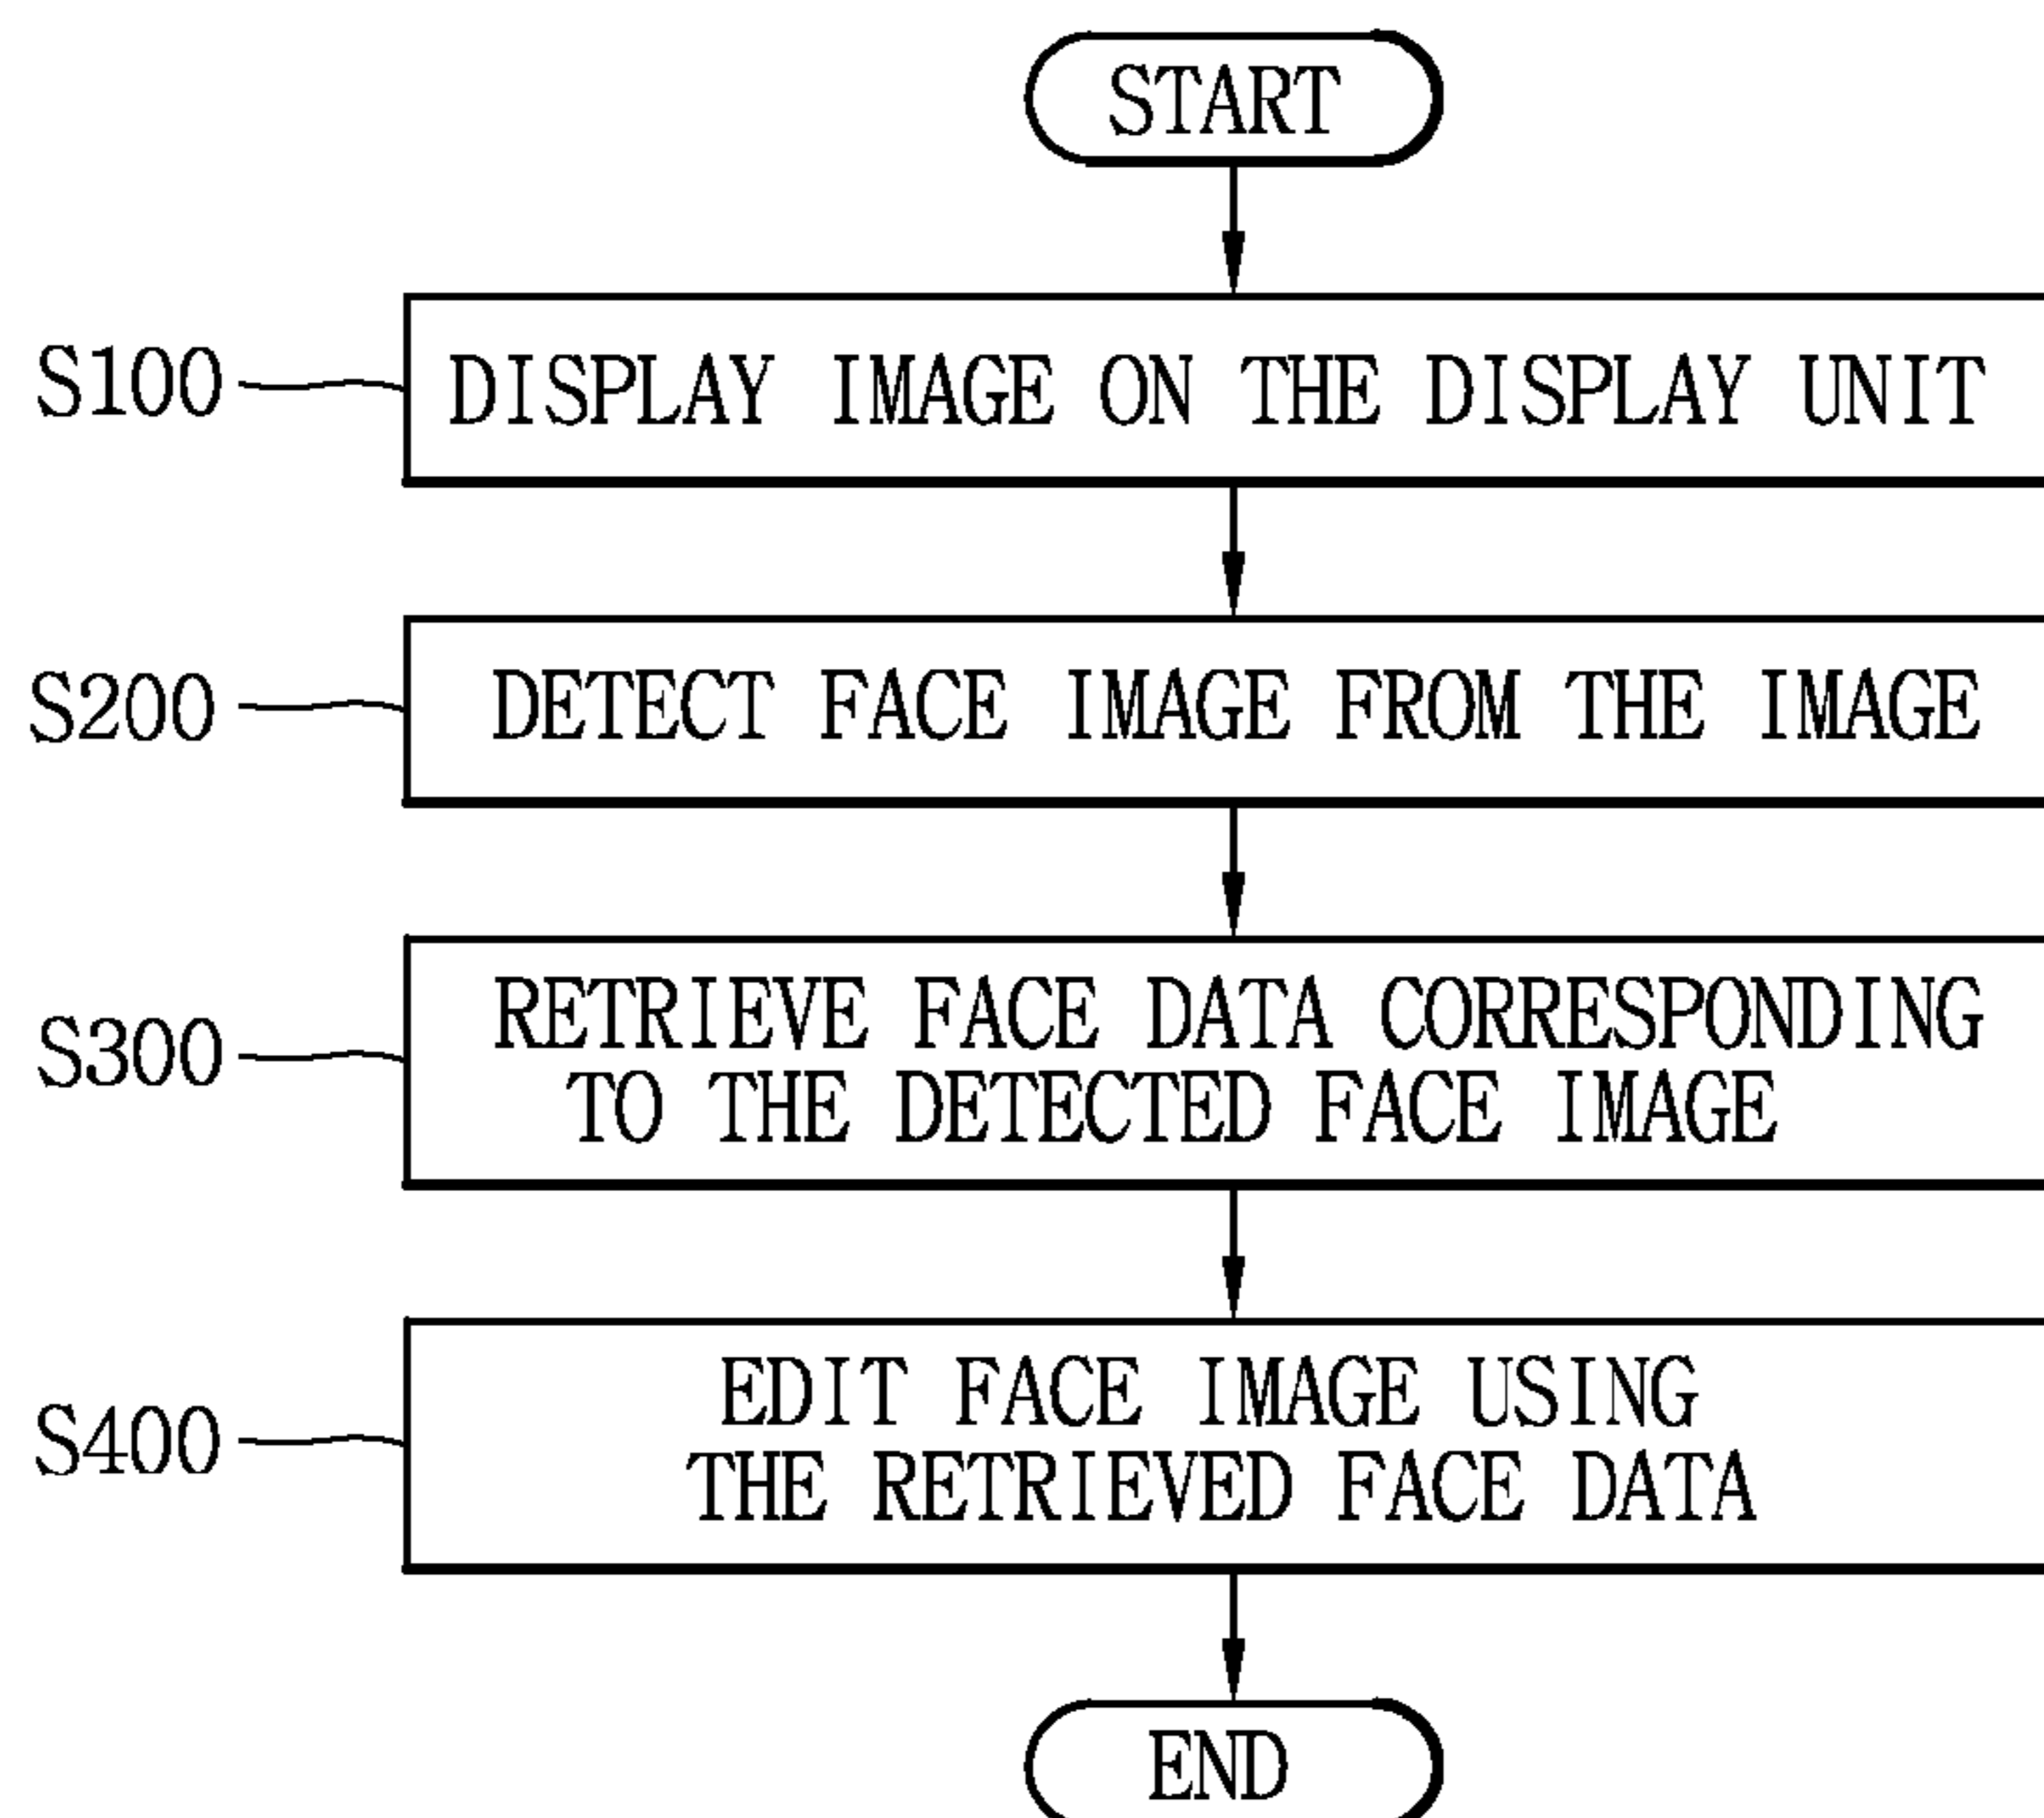 START
S100 DISPLAY IMAGE ON THE DISPLAY UNIT
S200 DETECT FACE IMAGE FROM THE IMAGE
S300 RETRIEVE FACE DATA CORRESPONDING
TO THE DETECTED FACE IMAGE
S400 EDIT FACE IMAGE USING
THE RETRIEVED FACE DATA
END